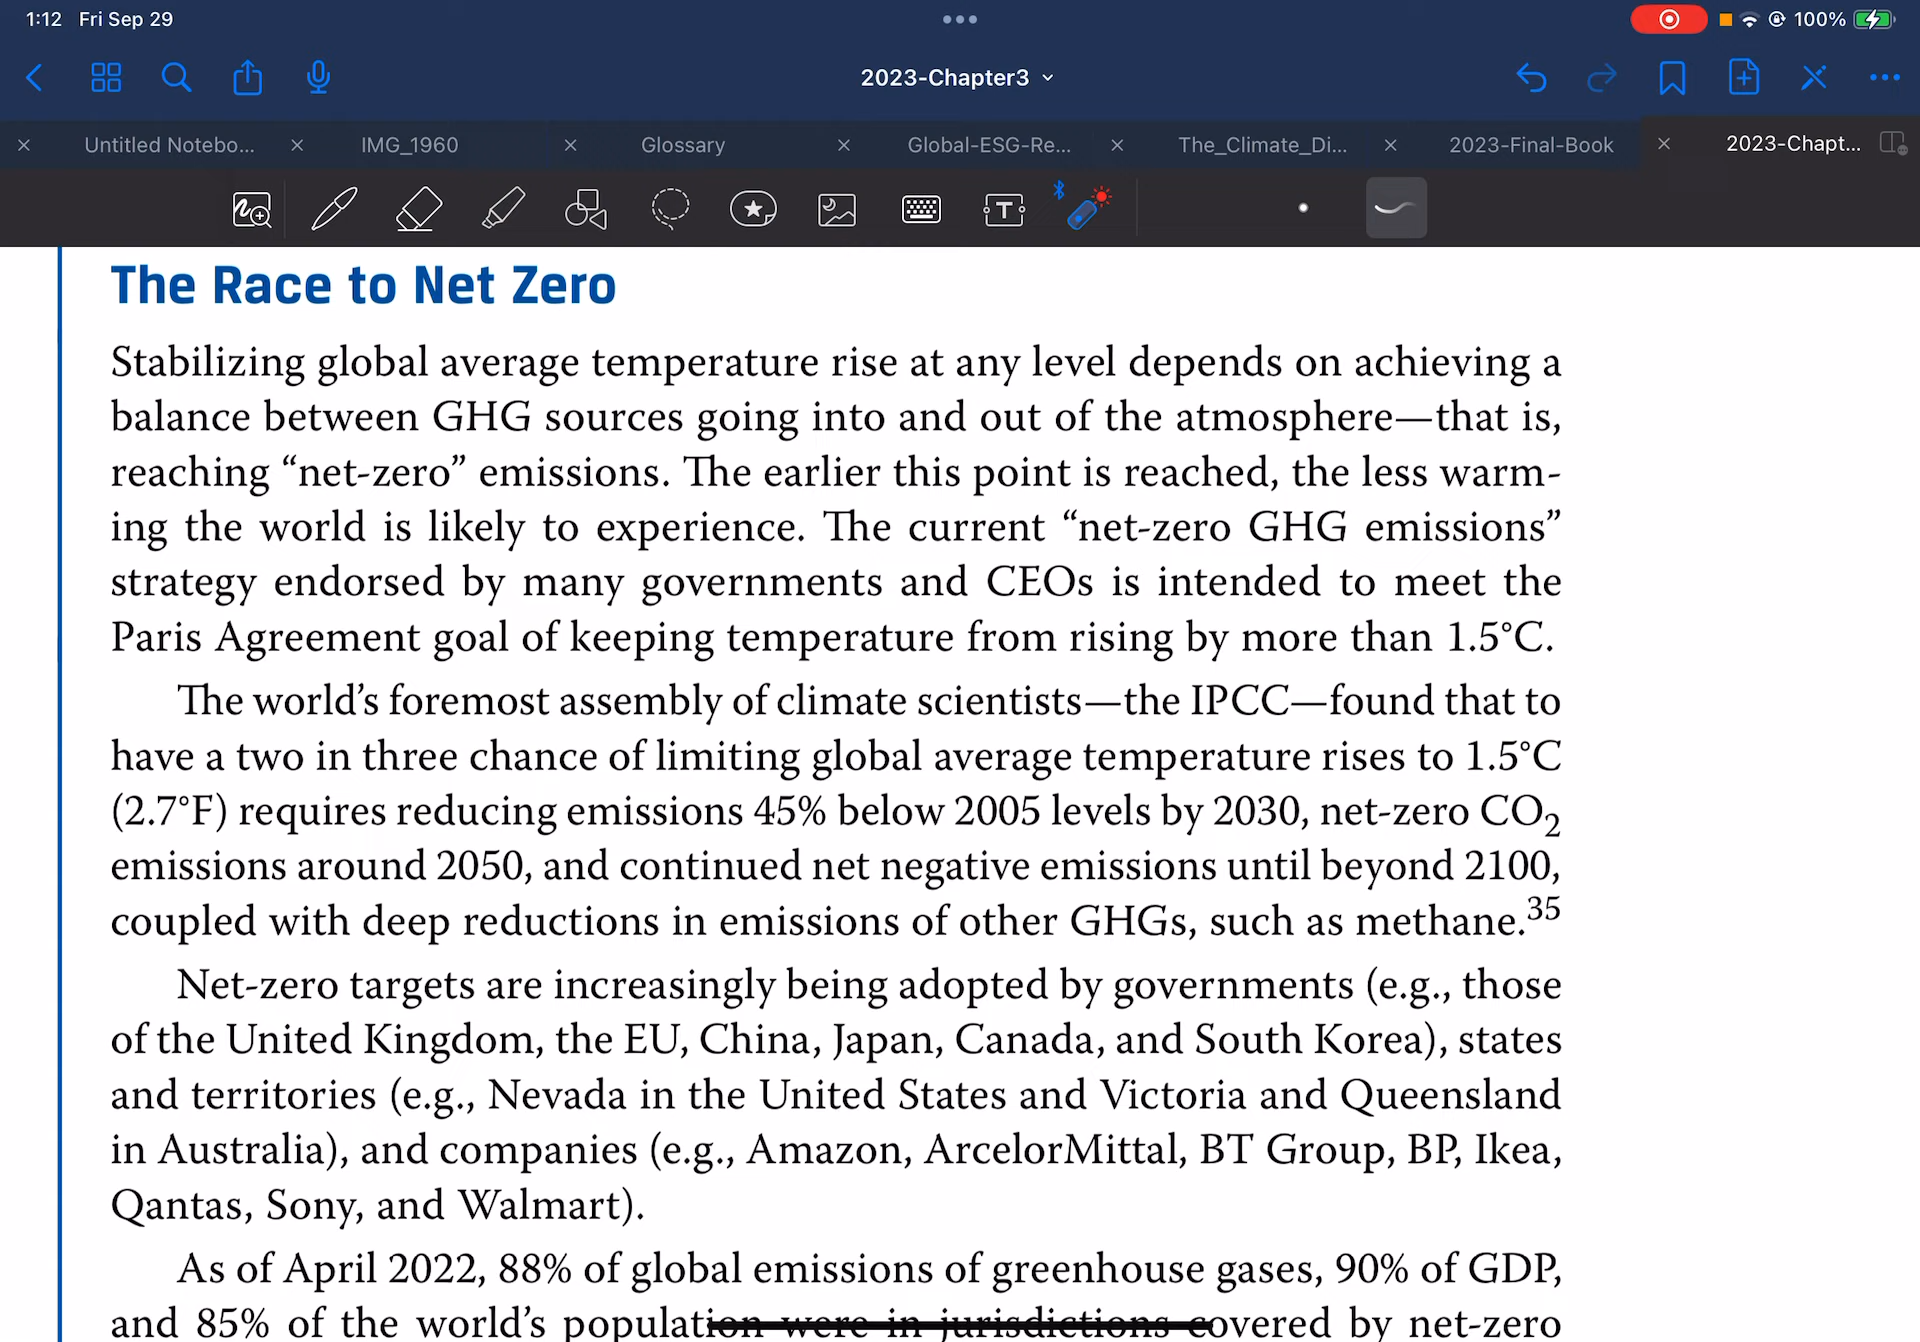 1:12 Fri Sep 29
100%
2023-Chapter3
Untitled Notebo...
IMG_1960
Glossary
Global-ESG-Re...
The_Climate_Di...
2023-Final-Book
2023-Chapt...
The Race to Net Zero
Stabilizing global average temperature rise at any level depends on achieving a
balance between GHG sources going into and out of the atmosphere—that is,
reaching “net-zero” emissions. The earlier this point is reached, the less warm-
ing the world is likely to experience. The current “net-zero GHG emissions”
strategy endorsed by many governments and CEOs is intended to meet the
Paris Agreement goal of keeping temperature from rising by more than 1.5°C.
The world’s foremost assembly of climate scientists—the IPCC—found that to
have a two in three chance of limiting global average temperature rises to 1.5°C
(2.7°F) requires reducing emissions 45% below 2005 levels by 2030, net-zero CO₂
emissions around 2050, and continued net negative emissions until beyond 2100,
coupled with deep reductions in emissions of other GHGs, such as methane.³⁵
Net-zero targets are increasingly being adopted by governments (e.g., those
of the United Kingdom, the EU, China, Japan, Canada, and South Korea), states
and territories (e.g., Nevada in the United States and Victoria and Queensland
in Australia), and companies (e.g., Amazon, ArcelorMittal, BT Group, BP, Ikea,
Qantas, Sony, and Walmart).
As of April 2022, 88% of global emissions of greenhouse gases, 90% of GDP,
and 85% of the world’s population were in jurisdictions covered by net-zero